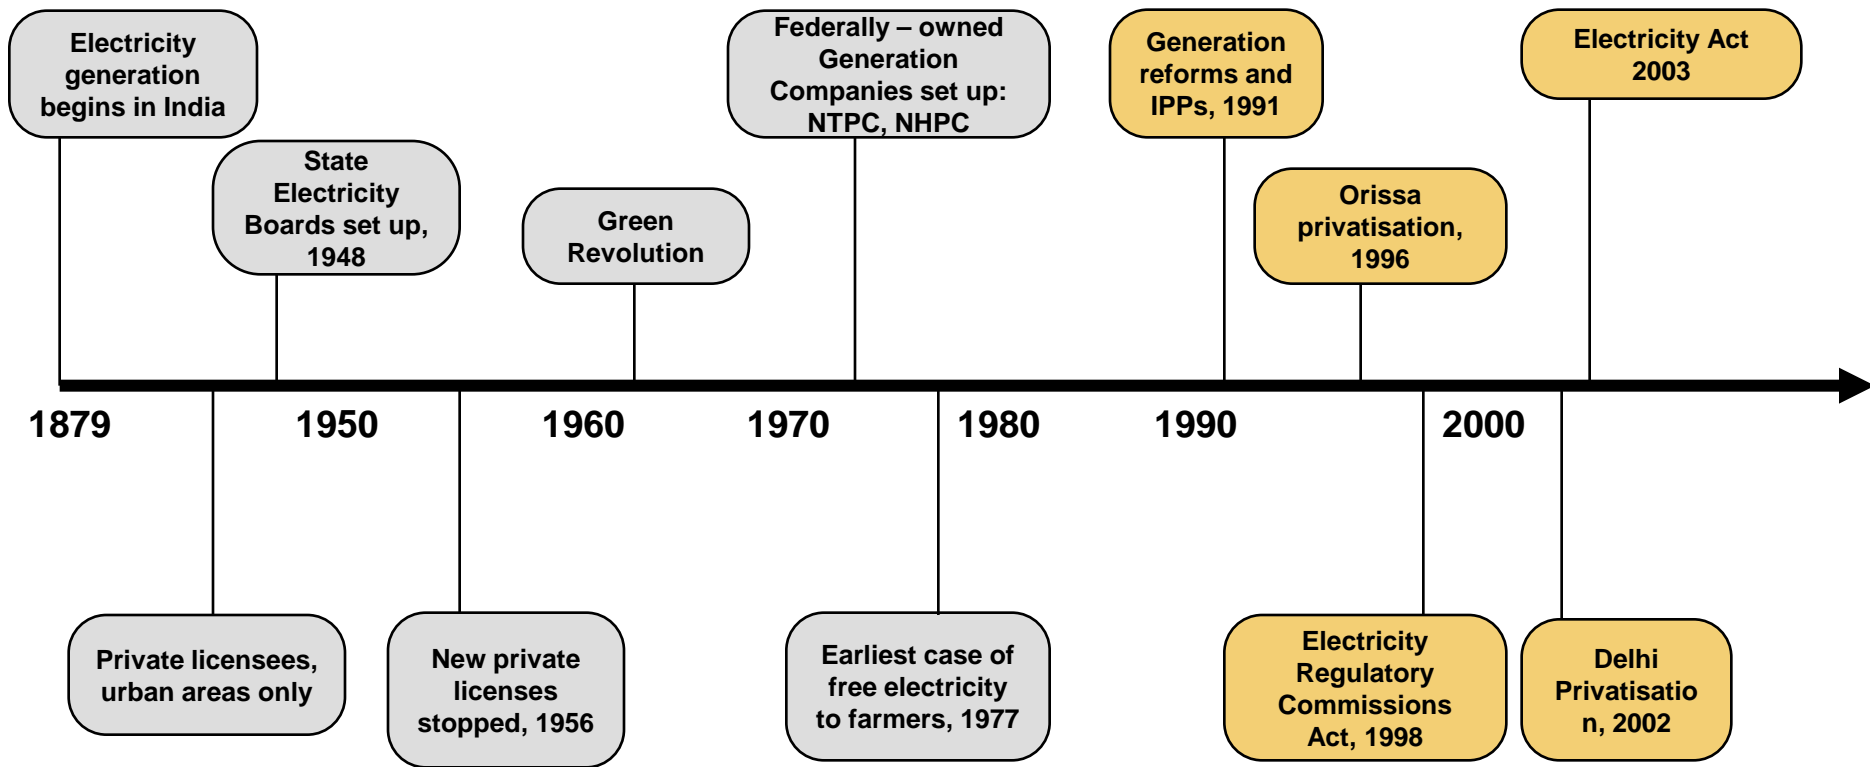 Electricity
generation
begins in India
State
Electricity
Boards set up,
1948
Green
Revolution
Federally – owned
Generation
Companies set up:
NTPC, NHPC
Generation
reforms and
IPPs, 1991
Orissa
privatisation,
1996
Electricity Act
2003
1879
1950
1960
1970
1980
1990
2000
Private licensees,
urban areas only
New private
licenses
stopped, 1956
Earliest case of
free electricity
to farmers, 1977
Electricity
Regulatory
Commissions
Act, 1998
Delhi
Privatisatio
n, 2002